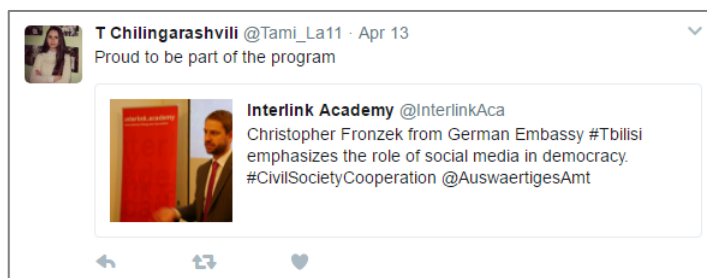 T Chilingarashvili @Tami_La11 · Apr 13
Proud to be part of the program
Interlink Academy @InterlinkAca
interlink.academy
Christopher Fronzek from German Embassy #Tbilisi
emphasizes the role of social media in democracy.
#CivilSocietyCooperation @AuswaertigesAmt